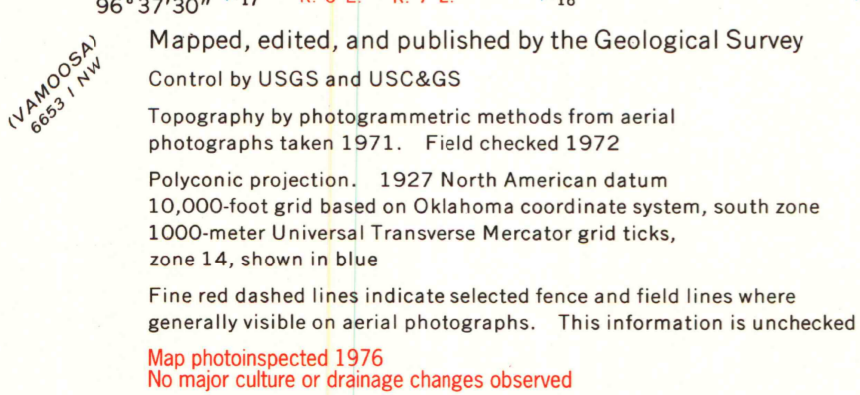 96°37'30"
Mapped, edited, and published by the Geological Survey
(VAMOOSA)
6653 I NW
Control by USGS and USC&GS
Topography by photogrammetric methods from aerial
photographs taken 1971. Field checked 1972
Polyconic projection. 1927 North American datum
10,000-foot grid based on Oklahoma coordinate system, south zone
1000-meter Universal Transverse Mercator grid ticks,
zone 14, shown in blue
Fine red dashed lines indicate selected fence and field lines where
generally visible on aerial photographs. This information is unchecked
Map photoinspected 1976
No major culture or drainage changes observed